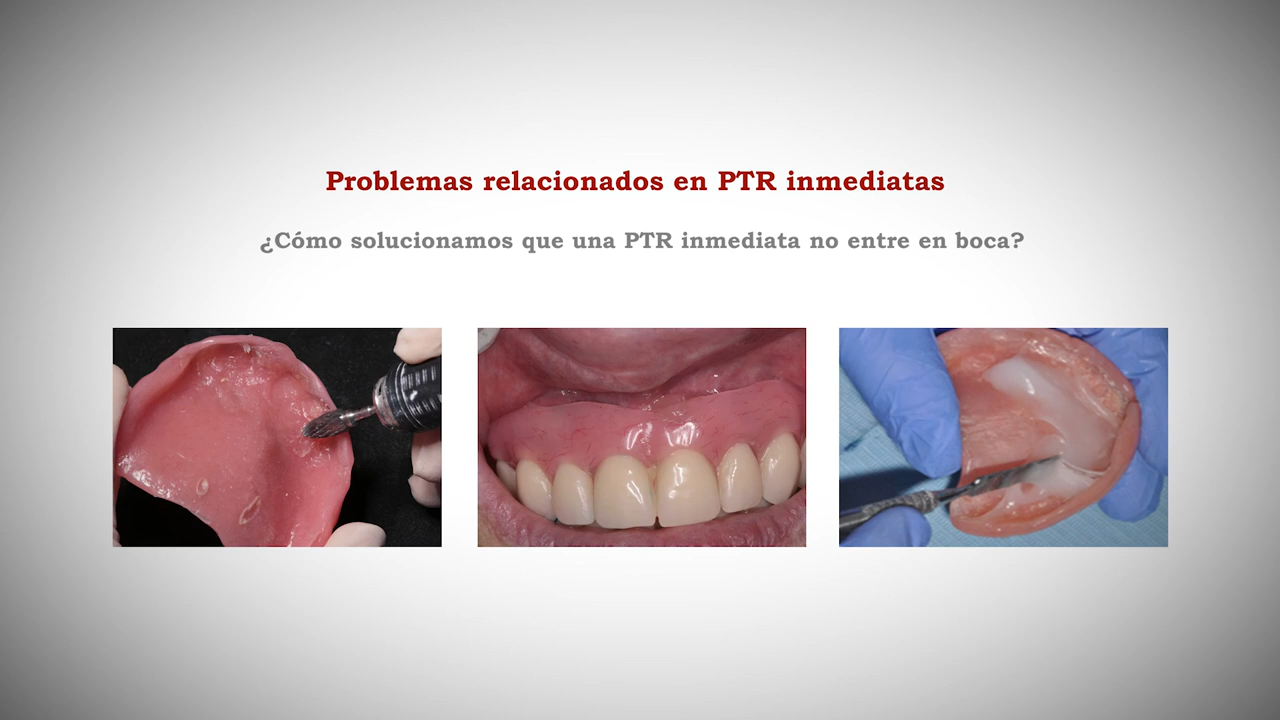 Problemas relacionados en PTR inmediatas
¿Cómo solucionamos que una PTR inmediata no entre en boca?